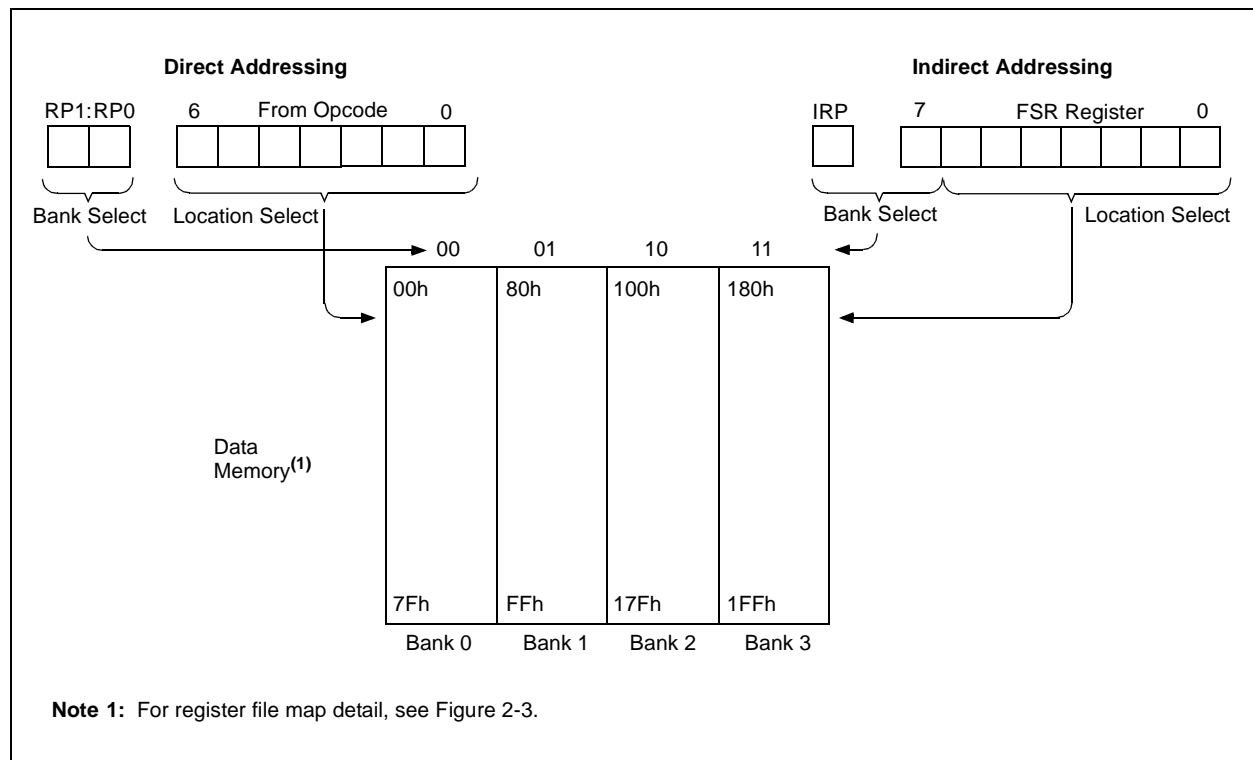 Direct Addressing
Indirect Addressing
RP1:RP0 6 From Opcode 0
IRP 7 FSR Register 0
Bank Select Location Select
Bank Select Location Select
00 01 10 11
00h 80h 100h 180h
Data
Memory(1)
7Fh FFh 17Fh 1FFh
Bank 0 Bank 1 Bank 2 Bank 3
Note 1: For register file map detail, see Figure 2-3.